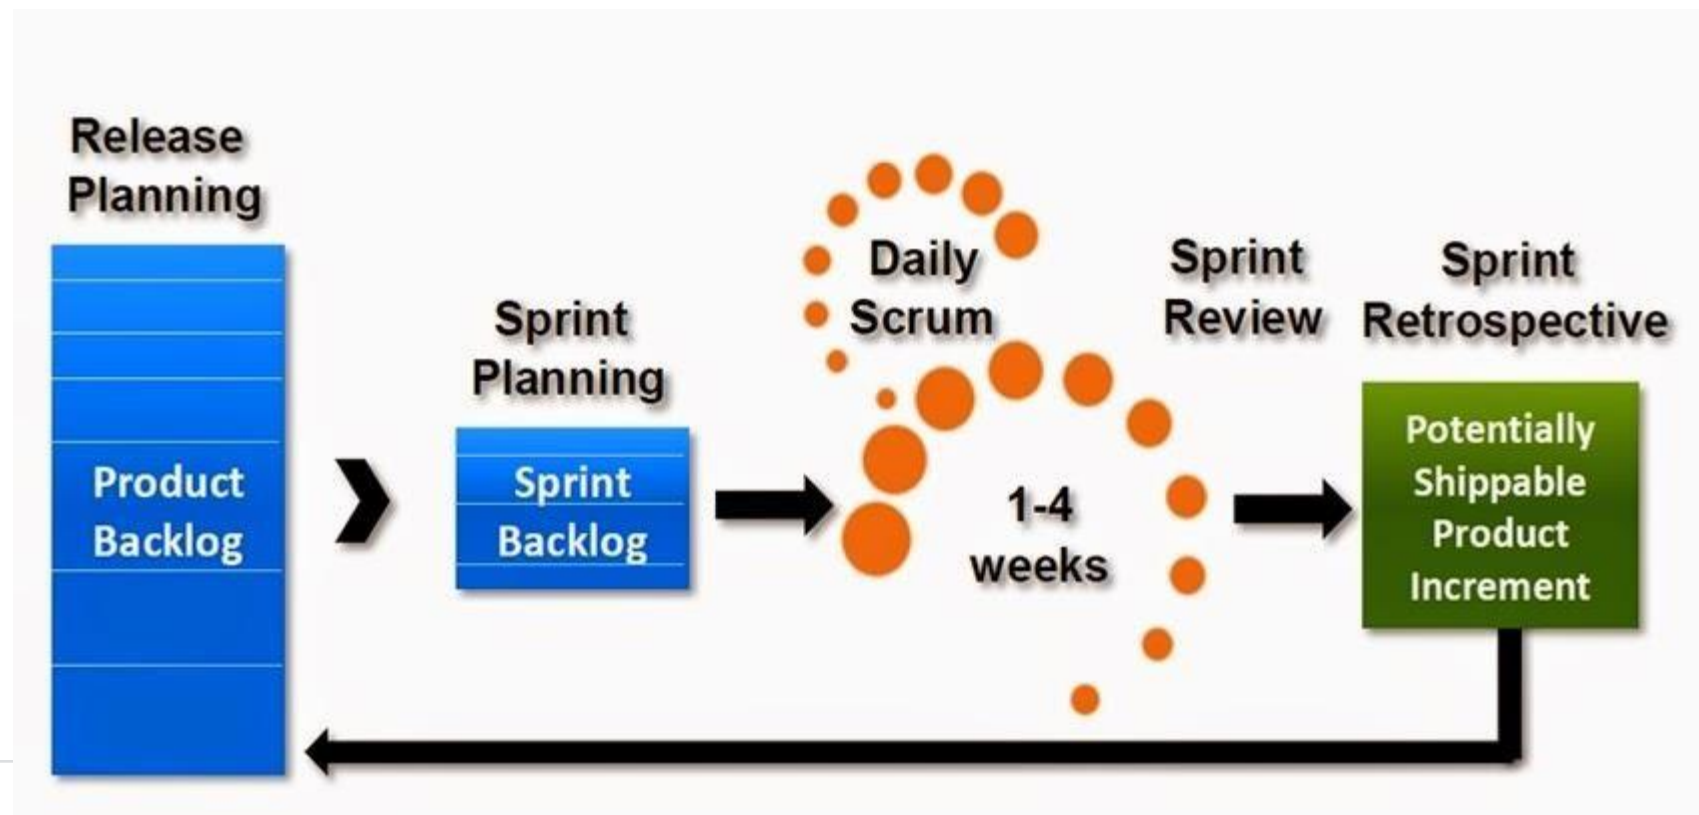 Release
Planning
Product
Backlog
Sprint
Planning
Sprint
Backlog
Daily
Scrum
1-4
weeks
Sprint
Review
Sprint
Retrospective
Potentially
Shippable
Product
Increment